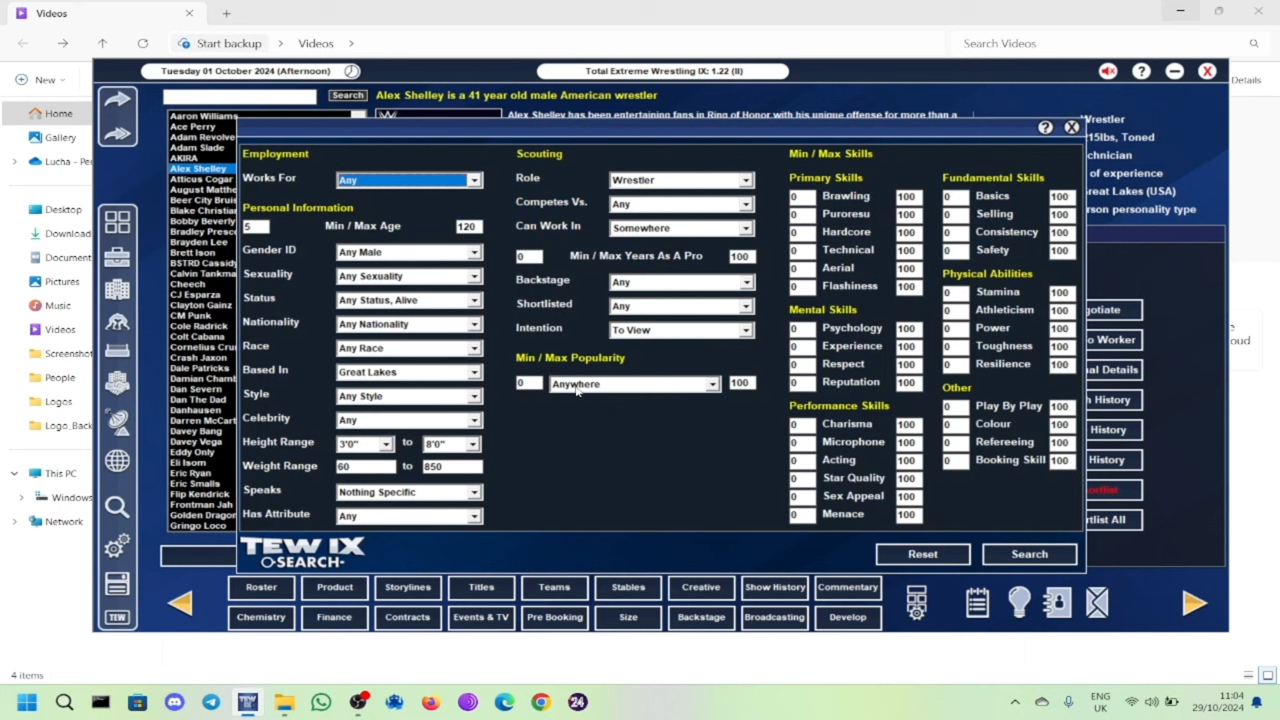 Videos
Start backup
Videos
Search Videos
New
Details
Home
Gallery
Desktop
Pictures
Music
Videos
People
Logos
This PC
Windows
Network
4 items
Tuesday 01 October 2024 (Afternoon)
Total Extreme Wrestling IX: 1.22 (II)
Search
Alex Shelley is a 41 year old male American wrestler
Alex Shelley has been entertaining fans in Ring of Honor with his unique offense for more than a
Aaron Williams
Ace Perry
Adam Revolve
Adam Slade
AKIRA
Alex Shelley
Atticus Cogar
August Matthe
Beer City Bruis
Blake Christian
Bobby Beverly
Bradley Presco
Brayden Lee
Brett Ison
BSTRD Cassidy
Calvin Tankma
Cheech
CJ Esparza
Clayton Gainz
CM Punk
Cole Radrick
Colt Cabana
Cornelius Cru
Crash Jaxon
Dale Patricks
Damian Chamb
Dan Severn
Dan The Dad
Danhausen
Darren McCart
Davey Bang
Davey Vega
Eddy Only
Eli Isom
Eric Ryan
Eric Smalls
Flip Kendrick
Frontman Jah
Golden Dragon
Gringo Loco
Wrestler
15lbs, Toned
chnician
of experience
reat Lakes (USA)
rson personality type
gotiate
o Worker
al Details
h History
History
History
ortlist
tlist All
Employment
Works For
Any
Personal Information
5
Min / Max Age
120
Gender ID
Any Male
Sexuality
Any Sexuality
Status
Any Status, Alive
Nationality
Any Nationality
Race
Any Race
Based In
Great Lakes
Style
Any Style
Celebrity
Any
Height Range
3'0"
to
8'0"
Weight Range
60
to
850
Speaks
Nothing Specific
Has Attribute
Any
Scouting
Role
Wrestler
Competes Vs.
Any
Can Work In
Somewhere
0
Min / Max Years As A Pro
100
Backstage
Any
Shortlisted
Any
Intention
To View
Min / Max Popularity
0
Anywhere
100
Min / Max Skills
Primary Skills
0 Brawling 100
0 Puroresu 100
0 Hardcore 100
0 Technical 100
0 Aerial 100
0 Flashiness 100
Mental Skills
0 Psychology 100
0 Experience 100
0 Respect 100
0 Reputation 100
Performance Skills
0 Charisma 100
0 Microphone 100
0 Acting 100
0 Star Quality 100
0 Sex Appeal 100
0 Menace 100
Fundamental Skills
0 Basics 100
0 Selling 100
0 Consistency 100
0 Safety 100
Physical Abilities
0 Stamina 100
0 Athleticism 100
0 Power 100
0 Toughness 100
0 Resilience 100
Other
0 Play By Play 100
0 Colour 100
0 Refereeing 100
0 Booking Skill 100
TEW IX
-SEARCH-
Reset
Search
Roster
Product
Storylines
Titles
Teams
Stables
Creative
Show History
Commentary
Chemistry
Finance
Contracts
Events & TV
Pre Booking
Size
Backstage
Broadcasting
Develop
TEW
24
ENG
UK
11:04
29/10/2024